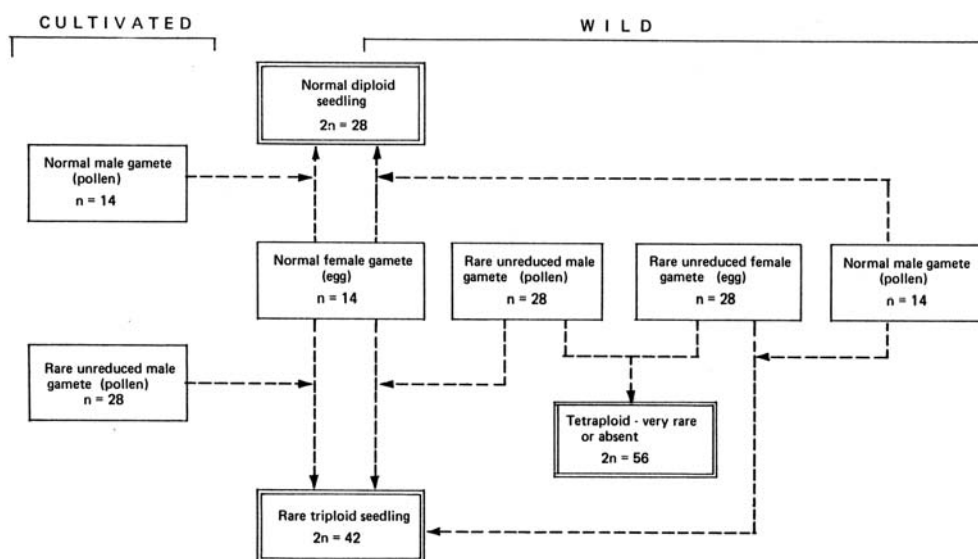 CULTIVATED
WILD
Normal diploid
seedling
2n = 28
Normal male gamete
(pollen)
n = 14
Normal female gamete
(egg)
n = 14
Rare unreduced male
gamete (pollen)
n = 28
Rare unreduced female
gamete (egg)
n = 28
Normal male gamete
(pollen)
n = 14
Rare unreduced male
gamete (pollen)
n = 28
Tetraploid - very rare
or absent
2n = 56
Rare triploid seedling
2n = 42